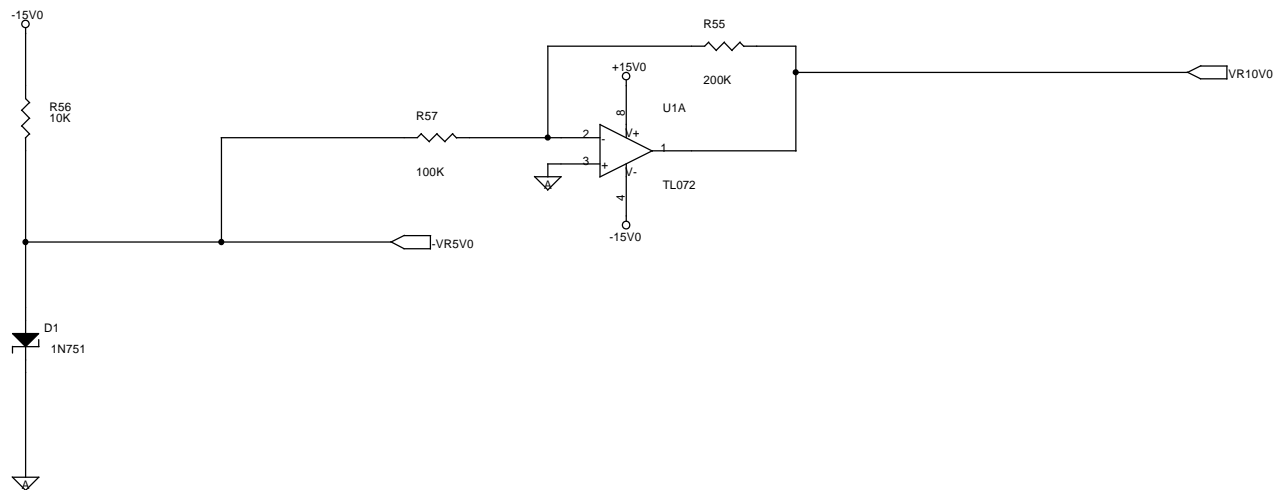 -15V0
R55
+15V0
200K
VR10V0
R56
10K
U1A
R57
8
V+
2
-
1
3
+
100K
V-
TL072
A
4
-15V0
-VR5V0
D1
1N751
A